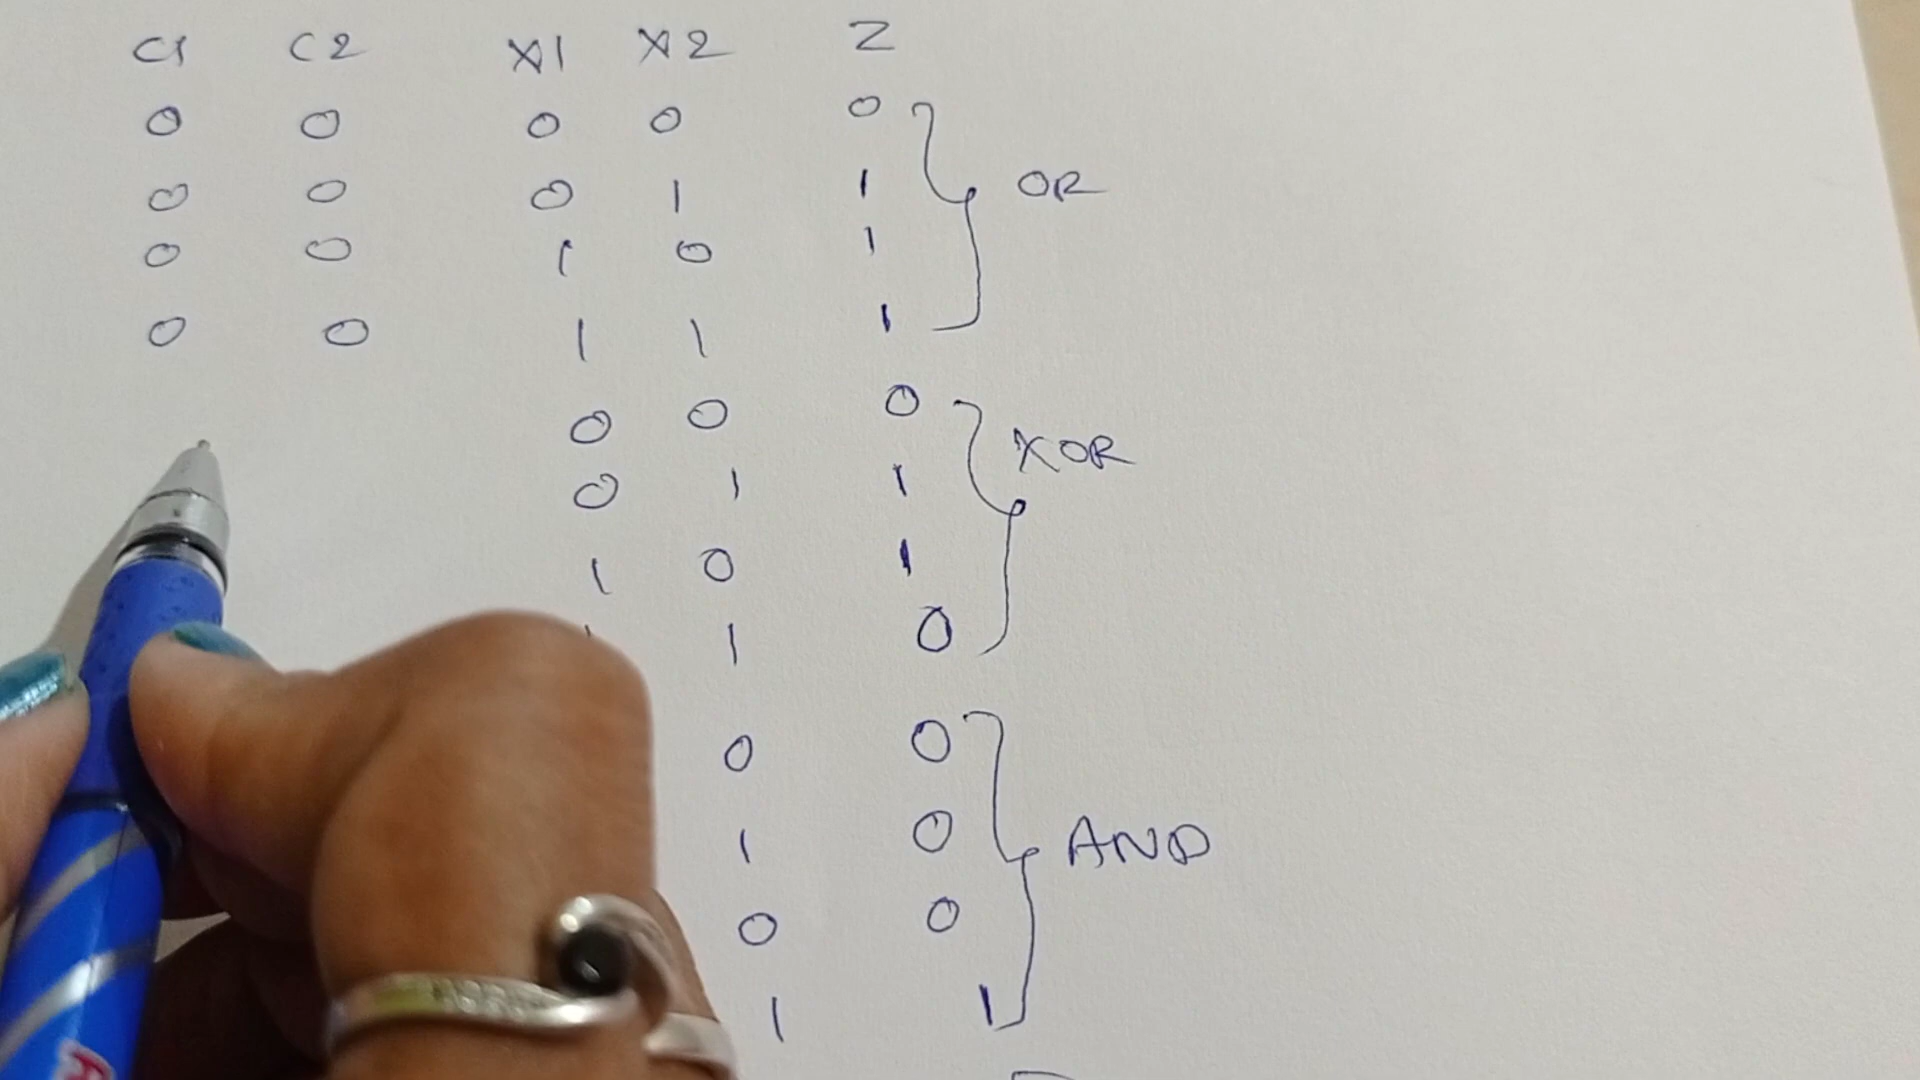 C1 C2 X1 X2 Z
0 0 0 0 0
0 0 0 1 1 OR
0 0 1 0 1
0 0 1 1 1
0 0 0
0 1 1 XOR
1 0 1
1 0
0 0
1 0 AND
0 0
1 1